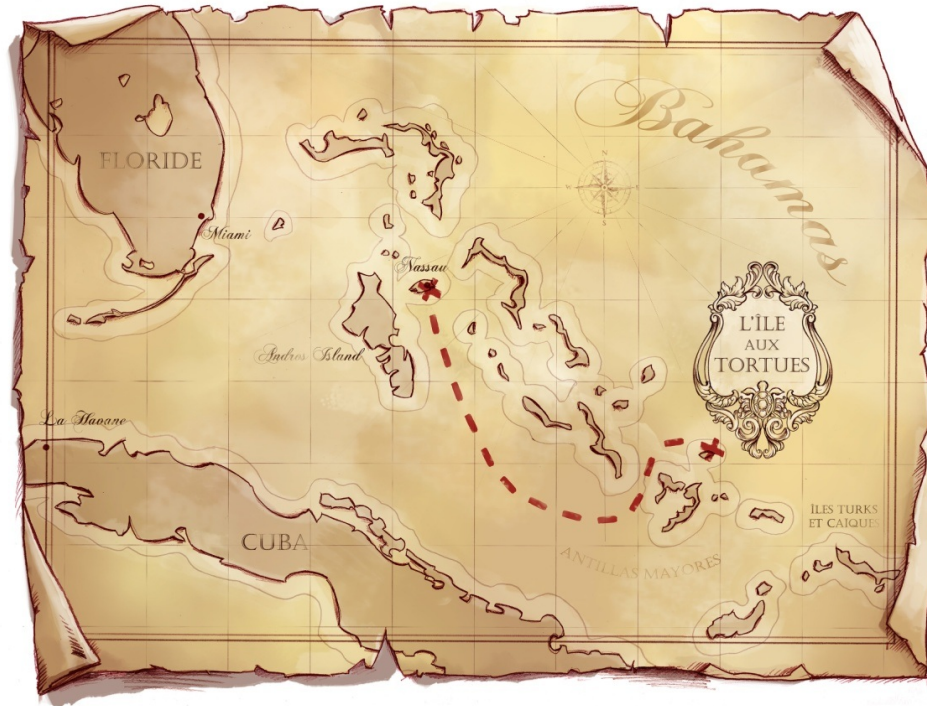 Bahamas
FLORIDE
Miami
Nassau
L'ÎLE
AUX
TORTUES
Andros Island
La Havane
ÎLES TURKS
ET CAÏQUES
CUBA
ANTILLAS MAYORES
N
W
E
S